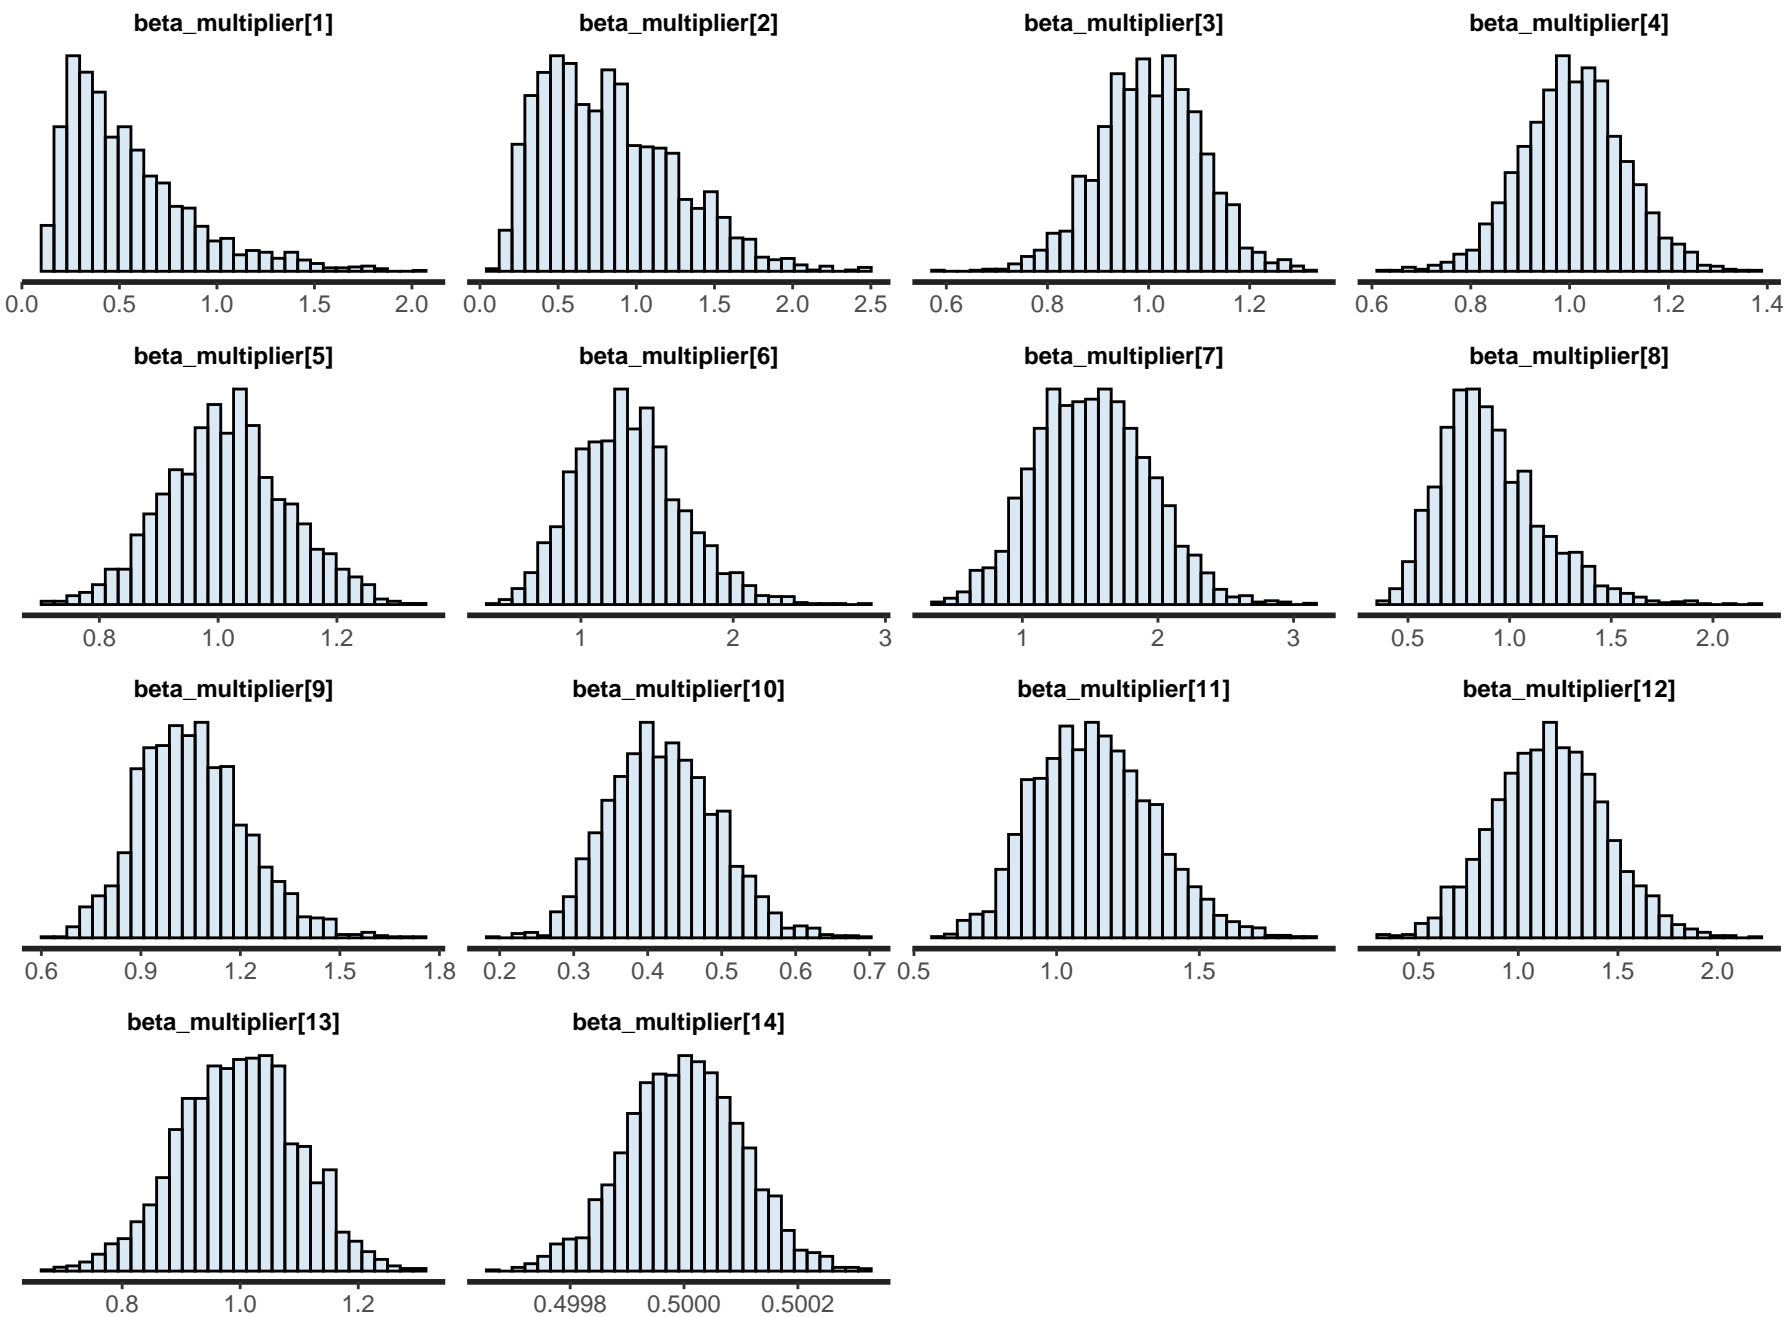 beta_multiplier[1] beta_multiplier[2] beta_multiplier[3] beta_multiplier[4]
0.0 0.5 1.0 1.5 2.0 0.0 0.5 1.0 1.5 2.0 2.5 0.6 0.8 1.0 1.2 0.6 0.8 1.0 1.2 1.4
beta_multiplier[5] beta_multiplier[6] beta_multiplier[7] beta_multiplier[8]
0.8 1.0 1.2 1 2 3 1 2 3 0.5 1.0 1.5 2.0
beta_multiplier[9] beta_multiplier[10] beta_multiplier[11] beta_multiplier[12]
0.6 0.9 1.2 1.5 1.8 0.2 0.3 0.4 0.5 0.6 0.7 0.5 1.0 1.5 0.5 1.0 1.5 2.0
beta_multiplier[13] beta_multiplier[14]
0.8 1.0 1.2 0.4998 0.5000 0.5002